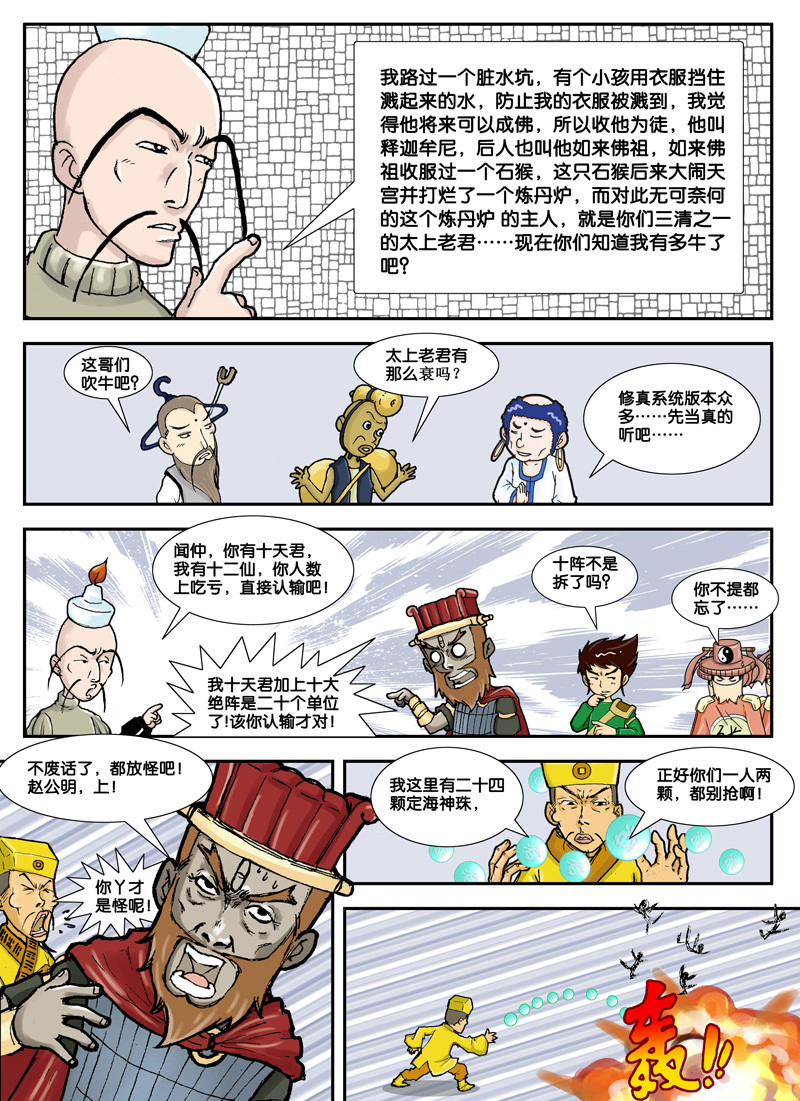 我路过一个脏水坑，有个小孩用衣服挡住
溅起来的水，防止我的衣服被溅到，我觉
得他将来可以成佛，所以收他为徒，他叫
释迦牟尼，后人也叫他如来佛祖，如来佛
祖收服过一个石猴，这只石猴后来大闹天
宫并打烂了一个炼丹炉，而对此无可奈何
的这个炼丹炉 的主人，就是你们三清之一
的太上老君……现在你们知道我有多牛了
吧？
这哥们
吹牛吧？
太上老君有
那么衰吗？
修真系统版本众
多……先当真的
听吧……
闻仲，你有十天君，
我有十二仙，你人数
上吃亏，直接认输吧！
我十天君加上十大
绝阵是二十个单位
了！该你认输才对！
十阵不是
拆了吗？
你不提都
忘了……
不废话了，都放怪吧！
赵公明，上！
你丫才
是怪呢！
我这里有二十四
颗定海神珠，
正好你们一人两
颗，都别抢啊！
轰!!